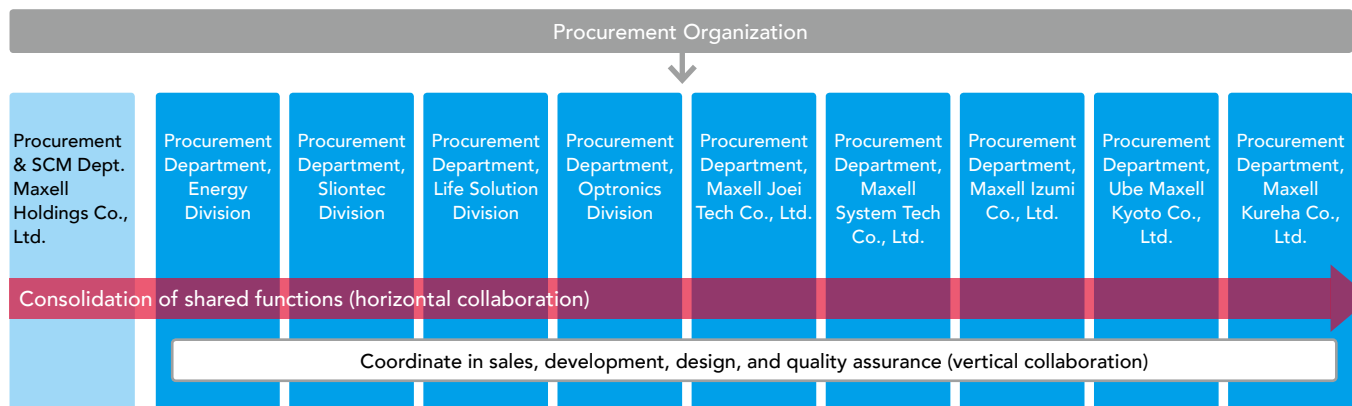 Procurement Organization
Procurement
& SCM Dept.
Maxell
Holdings Co.,
Ltd.
Procurement
Department,
Energy
Division
Procurement
Department,
Sliontec
Division
Procurement
Department,
Life Solution
Division
Procurement
Department,
Optronics
Division
Procurement
Department,
Maxell Joei
Tech Co., Ltd.
Procurement
Department,
Maxell
System Tech
Co., Ltd.
Procurement
Department,
Maxell Izumi
Co., Ltd.
Procurement
Department,
Ube Maxell
Kyoto Co.,
Ltd.
Procurement
Department,
Maxell
Kureha Co.,
Ltd.
Consolidation of shared functions (horizontal collaboration)
Coordinate in sales, development, design, and quality assurance (vertical collaboration)